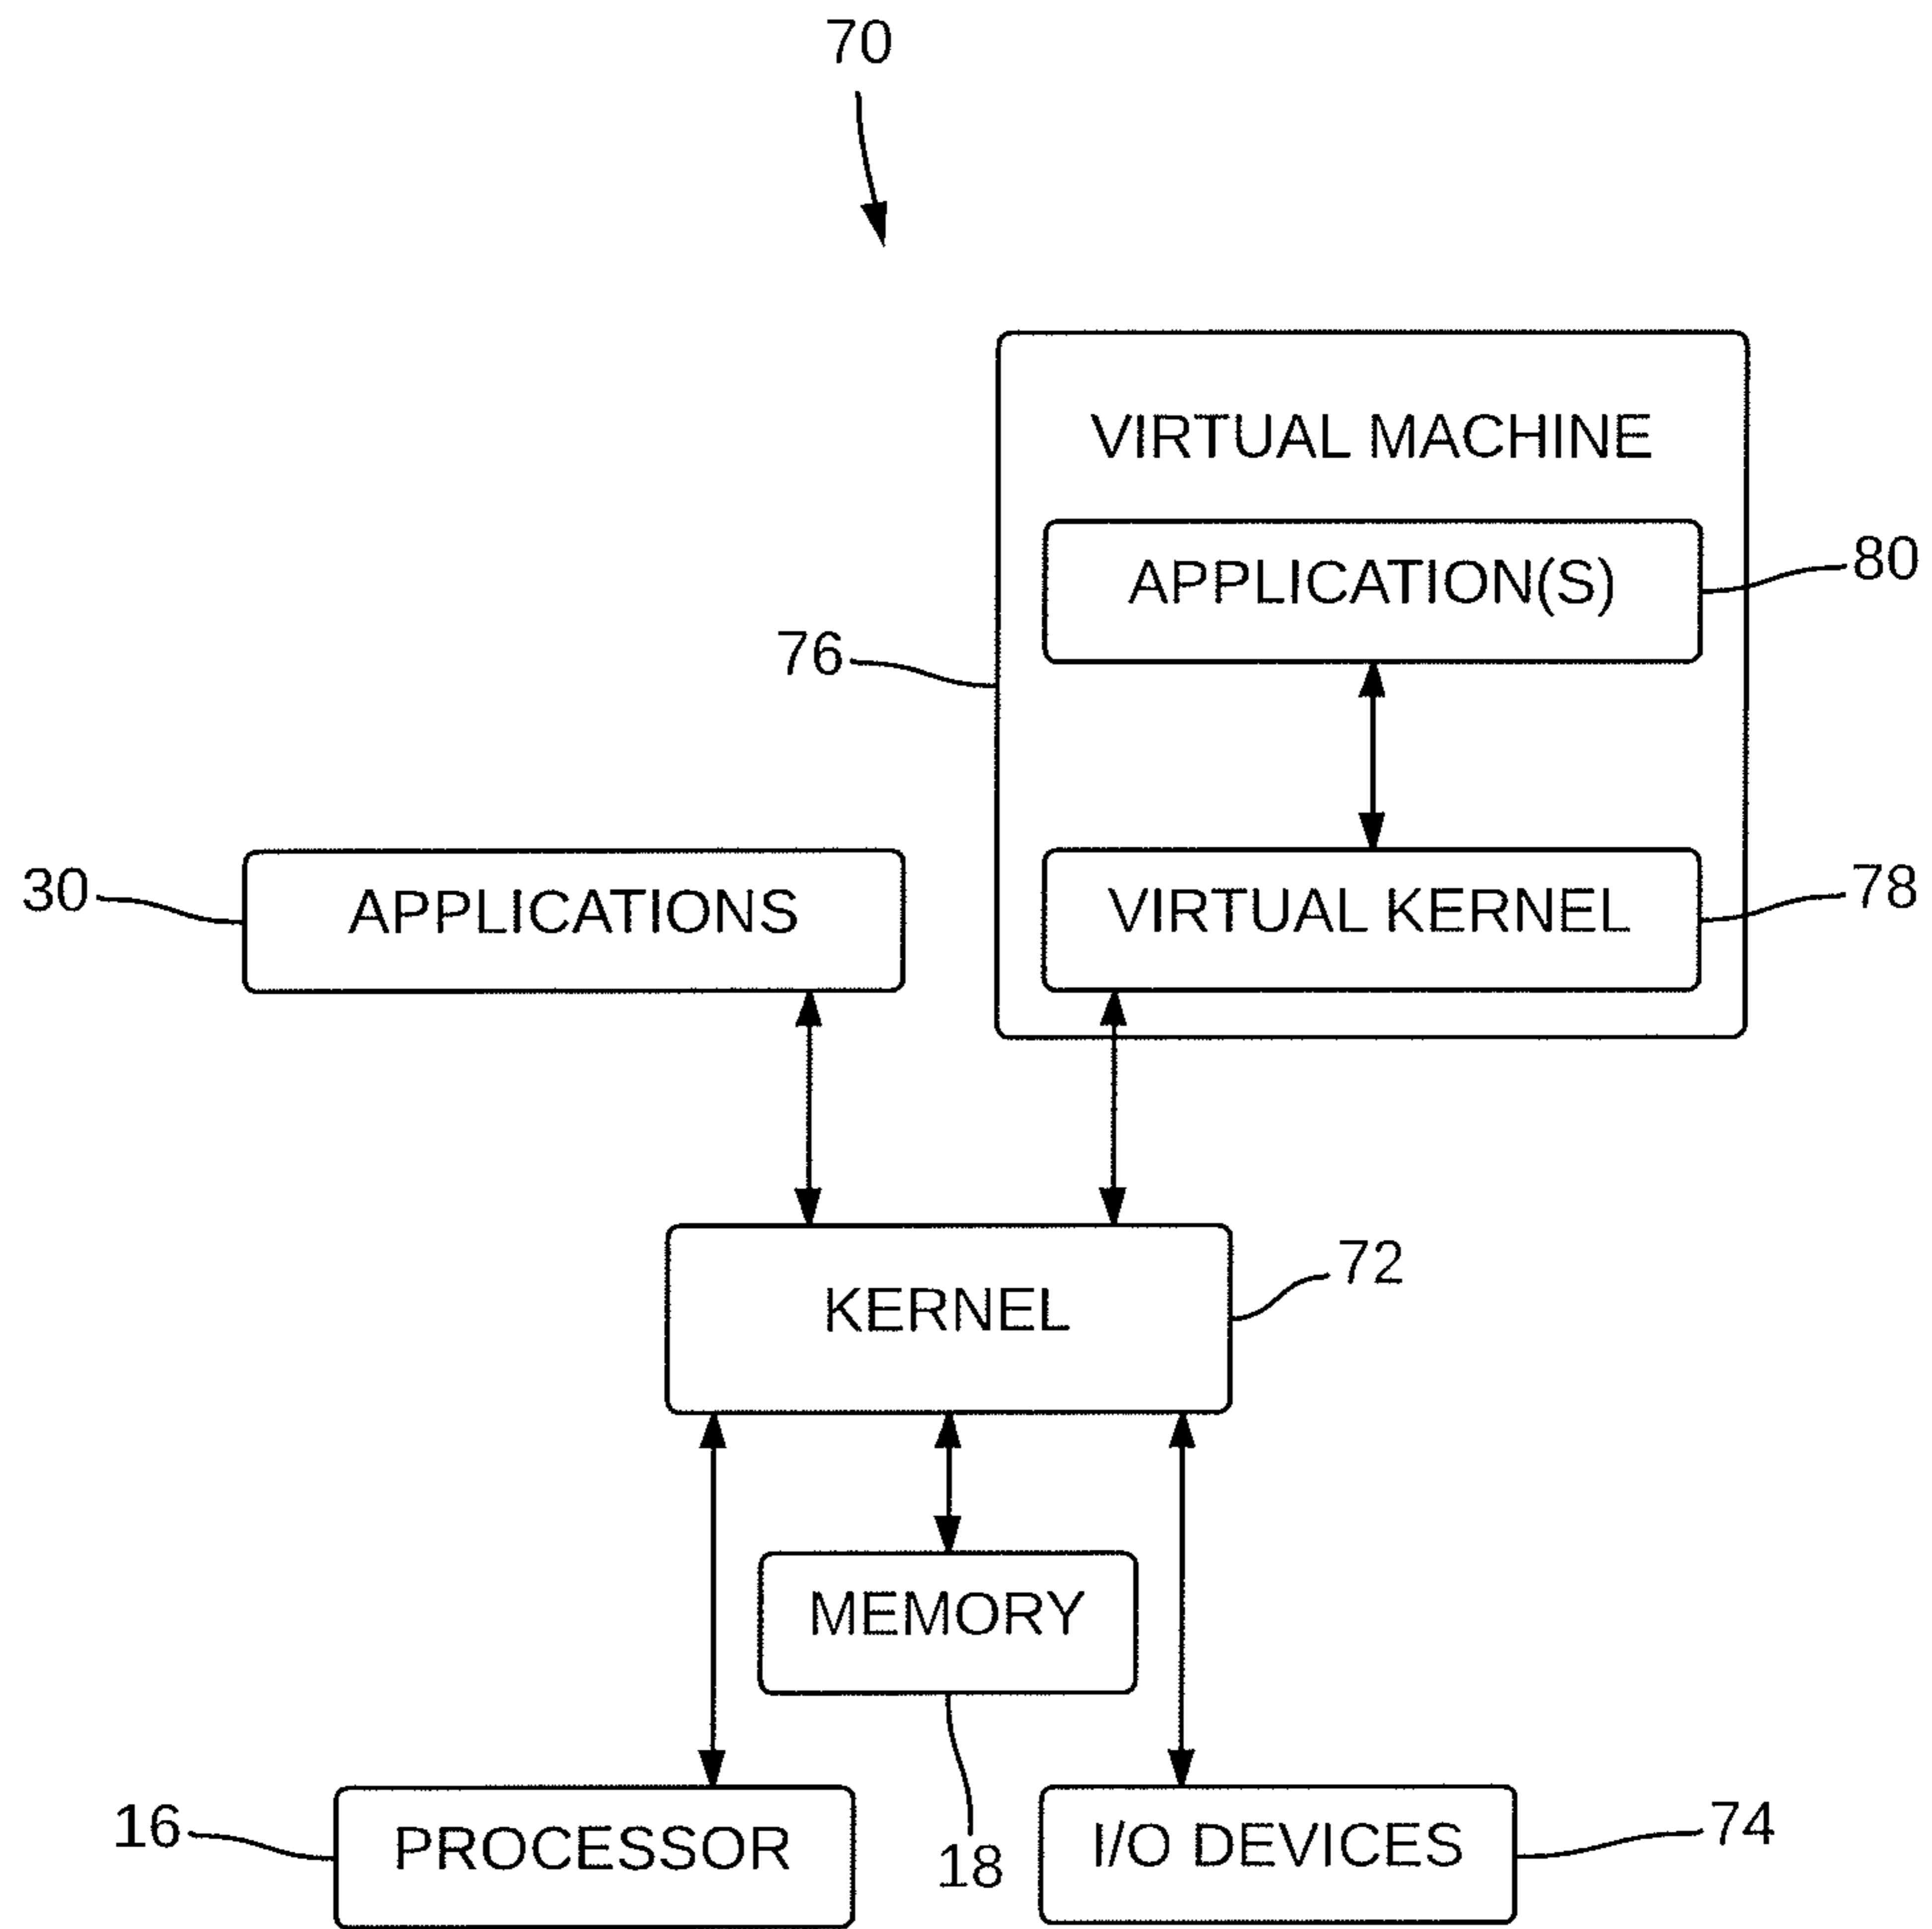 70
VIRTUAL MACHINE
APPLICATION(S)
80
76
30
APPLICATIONS
VIRTUAL KERNEL
78
KERNEL
72
MEMORY
16
PROCESSOR
18
I/O DEVICES
74